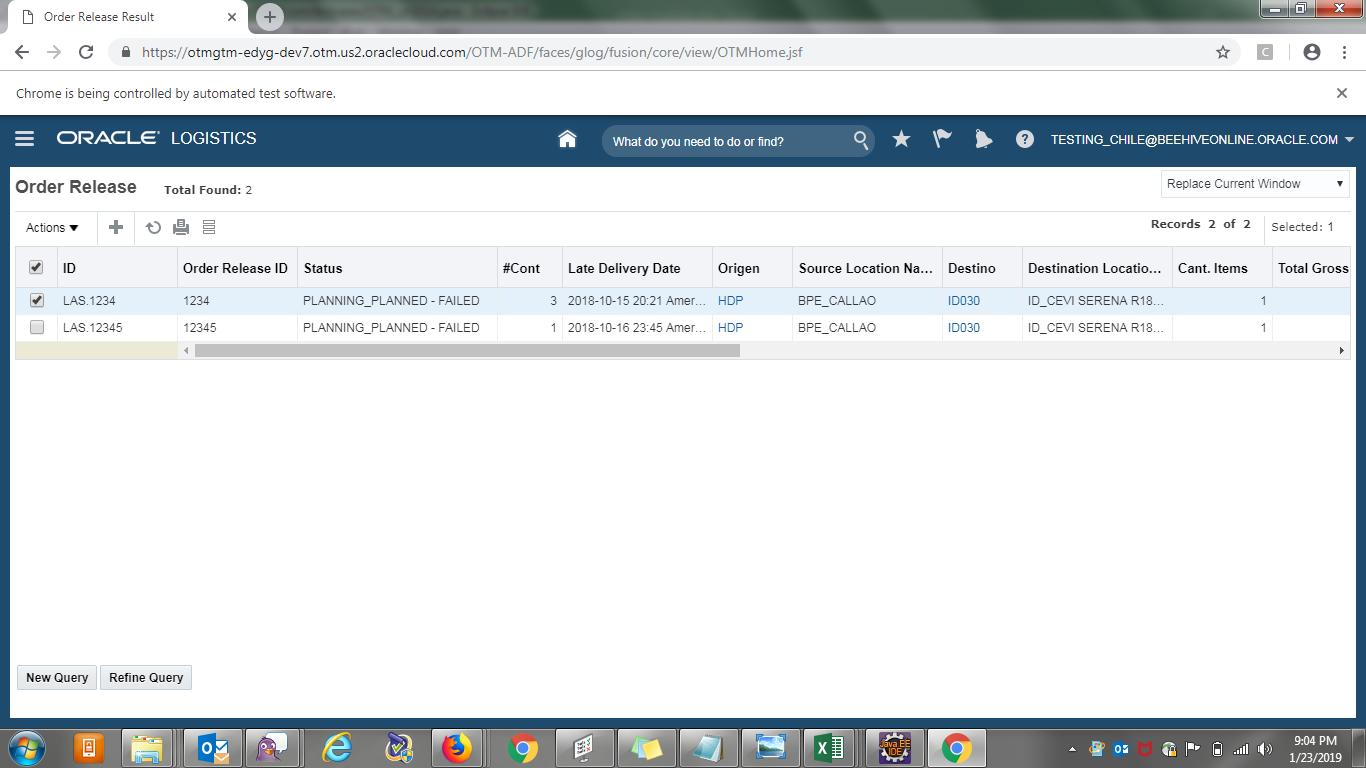 Order Release Result
https://otmgtm-edyg-dev7.otm.us2.oraclecloud.com/OTM-ADF/faces/glog/fusion/core/view/OTMHome.jsf
C
Chrome is being controlled by automated test software.
ORACLE LOGISTICS
What do you need to do or find?
TESTING_CHILE@BEEHIVEONLINE.ORACLE.COM
Order Release Total Found: 2
Replace Current Window
Actions
Records 2 of 2
Selected: 1
ID Order Release ID Status #Cont Late Delivery Date Origen Source Location Na... Destino Destination Locatio... Cant. Items Total Gross
LAS.1234 1234 PLANNING_PLANNED - FAILED 3 2018-10-15 20:21 Amer... HDP BPE_CALLAO ID030 ID_CEVI SERENA R18... 1
LAS.12345 12345 PLANNING_PLANNED - FAILED 1 2018-10-16 23:45 Amer... HDP BPE_CALLAO ID030 ID_CEVI SERENA R18... 1
New Query Refine Query
Java EE
IDE
9:04 PM
1/23/2019